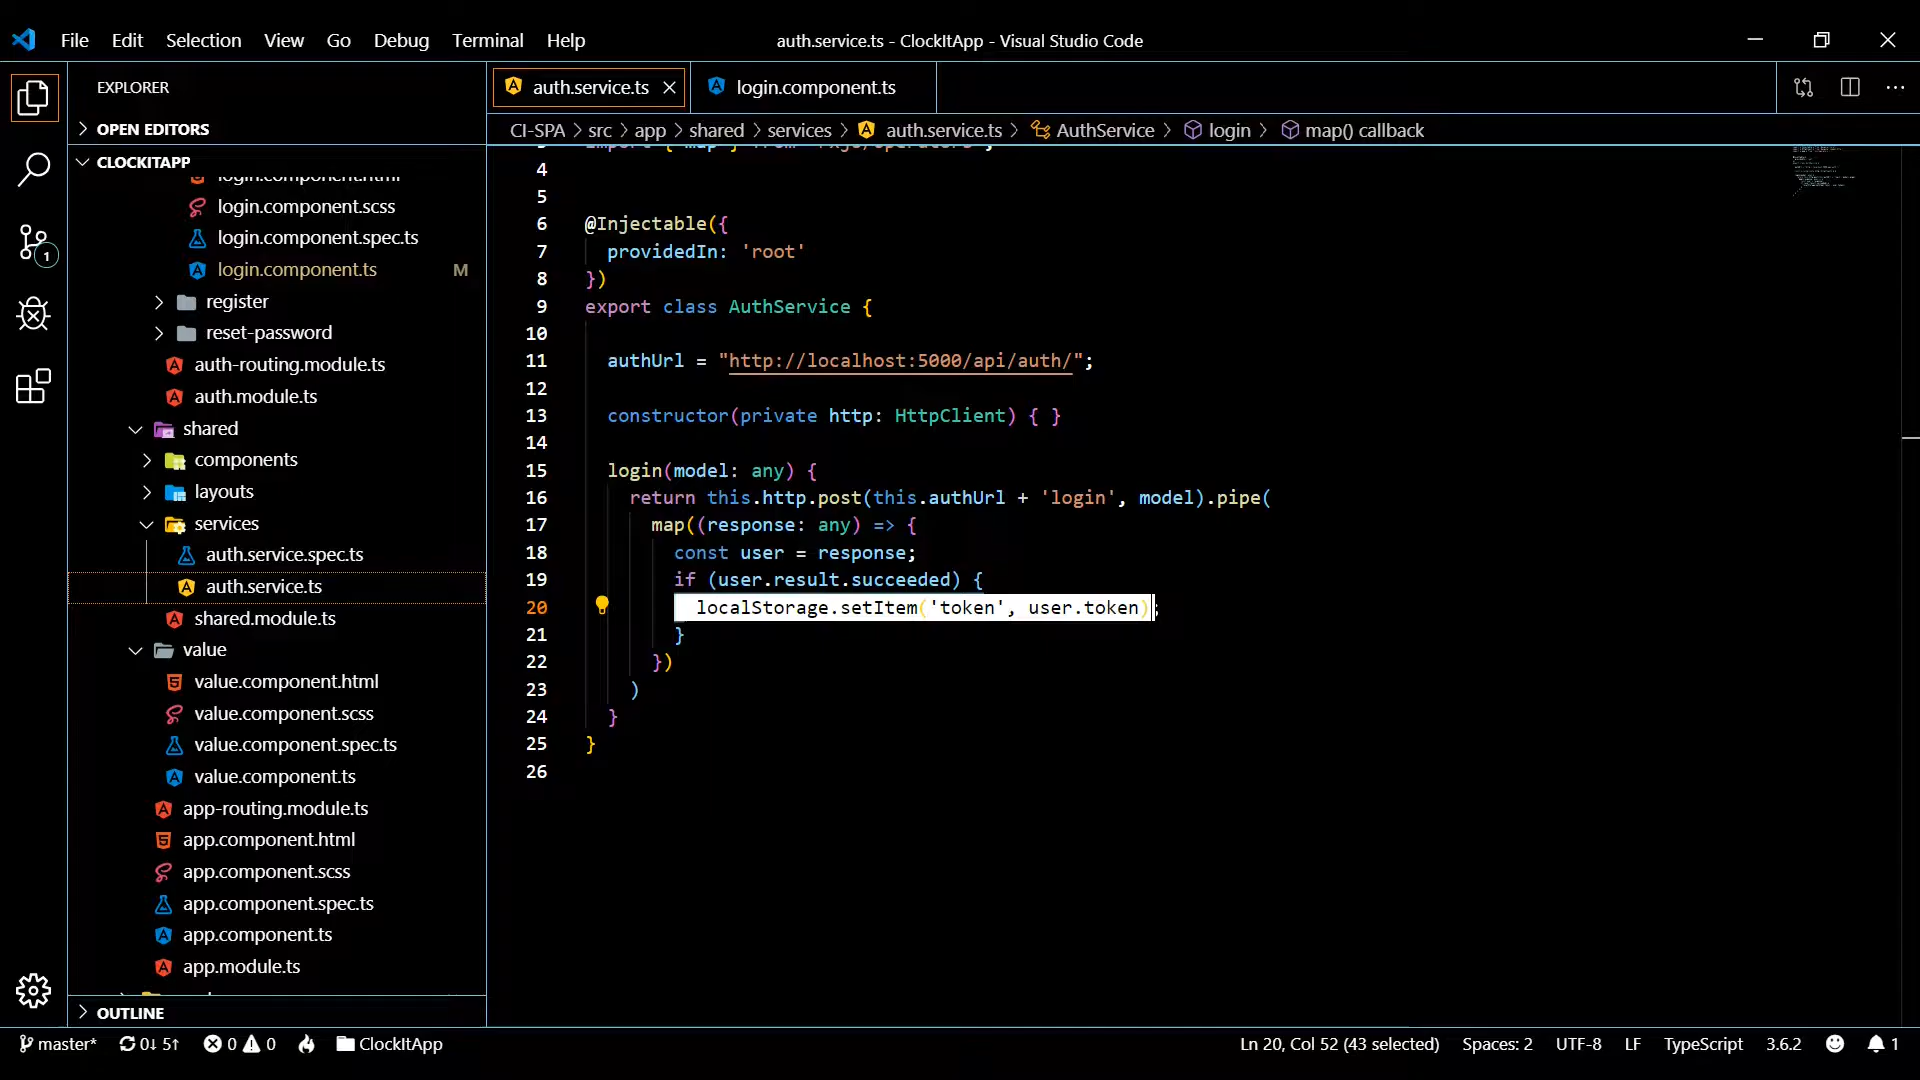 File Edit Selection View Go Debug Terminal Help
auth.service.ts - ClockItApp - Visual Studio Code
EXPLORER
OPEN EDITORS
CLOCKITAPP
login.component.html
login.component.scss
login.component.spec.ts
login.component.ts M
register
reset-password
auth-routing.module.ts
auth.module.ts
shared
components
layouts
services
auth.service.spec.ts
auth.service.ts
shared.module.ts
value
value.component.html
value.component.scss
value.component.spec.ts
value.component.ts
app-routing.module.ts
app.component.html
app.component.scss
app.component.spec.ts
app.component.ts
app.module.ts
OUTLINE
1
auth.service.ts login.component.ts
CI-SPA > src > app > shared > services > auth.service.ts > AuthService > login > map() callback
3 import { map } from 'rxjs/operators';
4
5
6 @Injectable({
7 providedIn: 'root'
8 })
9 export class AuthService {
10
11 authUrl = "http://localhost:5000/api/auth/";
12
13 constructor(private http: HttpClient) { }
14
15 login(model: any) {
16 return this.http.post(this.authUrl + 'login', model).pipe(
17 map((response: any) => {
18 const user = response;
19 if (user.result.succeeded) {
20 localStorage.setItem('token', user.token);
21 }
22 })
23 )
24 }
25 }
26
master* 0↓ 5↑ 0 0 ClockItApp Ln 20, Col 52 (43 selected) Spaces: 2 UTF-8 LF TypeScript 3.6.2 1